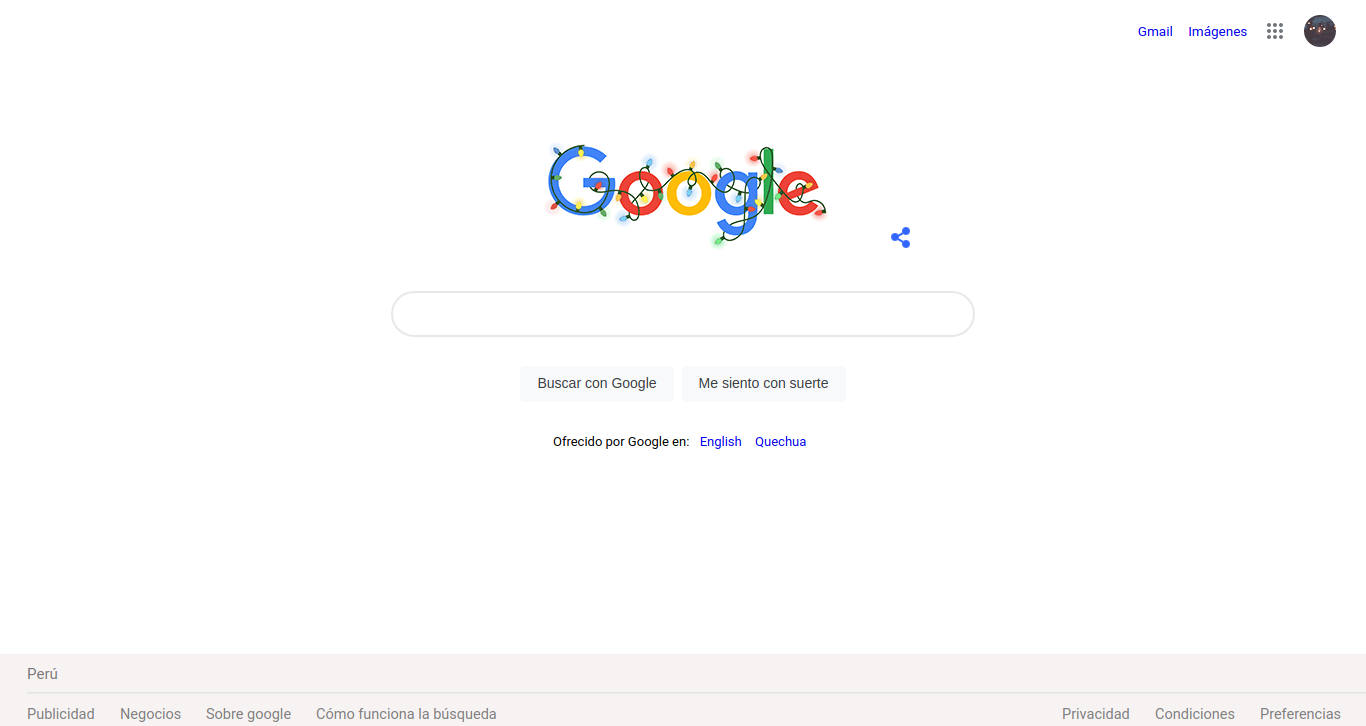 Gmail Imágenes
Google
Buscar con Google Me siento con suerte
Ofrecido por Google en: English Quechua
Perú
Publicidad Negocios Sobre google Cómo funciona la búsqueda Privacidad Condiciones Preferencias